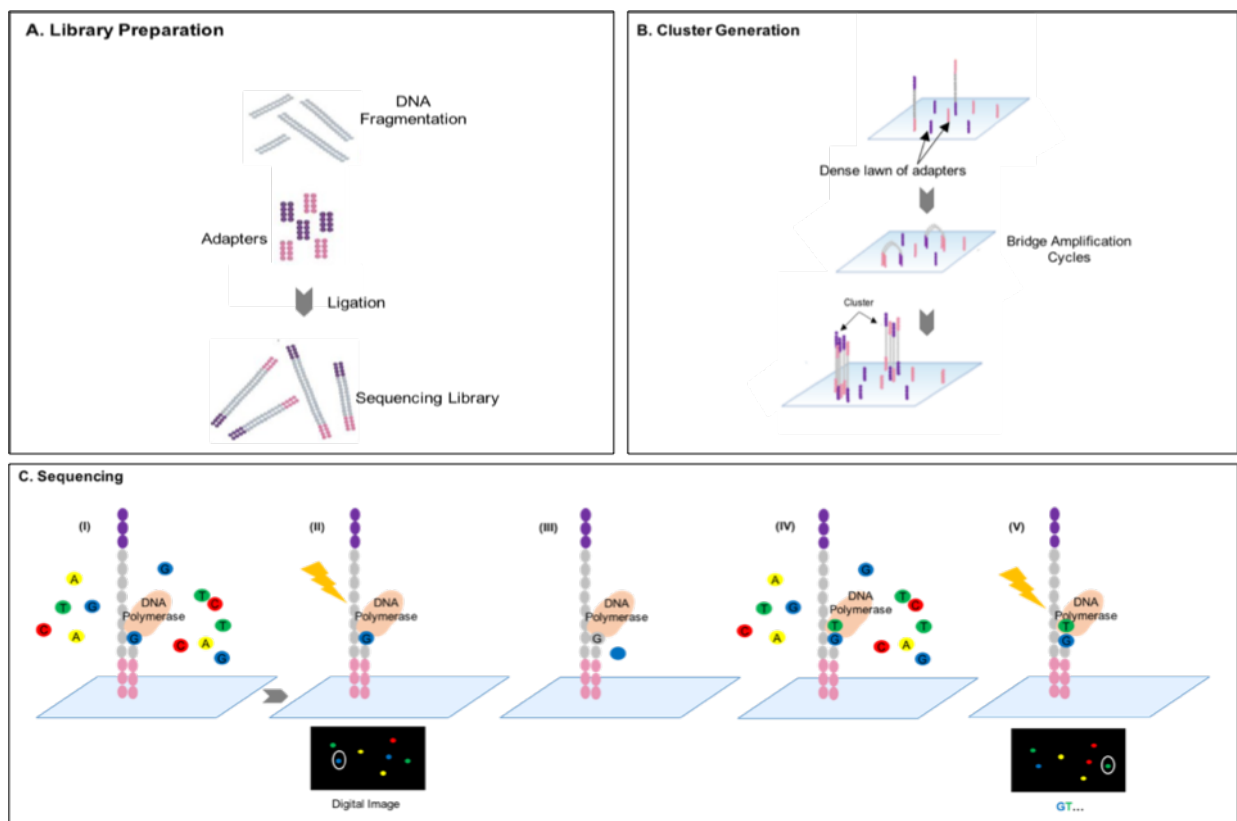 A. Library Preparation
DNA
Fragmentation
Adapters
Ligation
Sequencing Library
B. Cluster Generation
Dense lawn of adapters
Bridge Amplification
Cycles
Cluster
C. Sequencing
(I)
A
G
T
G
T
C
C
A
DNA
Polymerase
G
C
A
T
G
(II)
DNA
Polymerase
G
Digital Image
(III)
DNA
Polymerase
G
(IV)
A
G
T
G
T
C
C
A
DNA
Polymerase
T
G
C
A
T
G
(V)
DNA
Polymerase
T
G
GT...